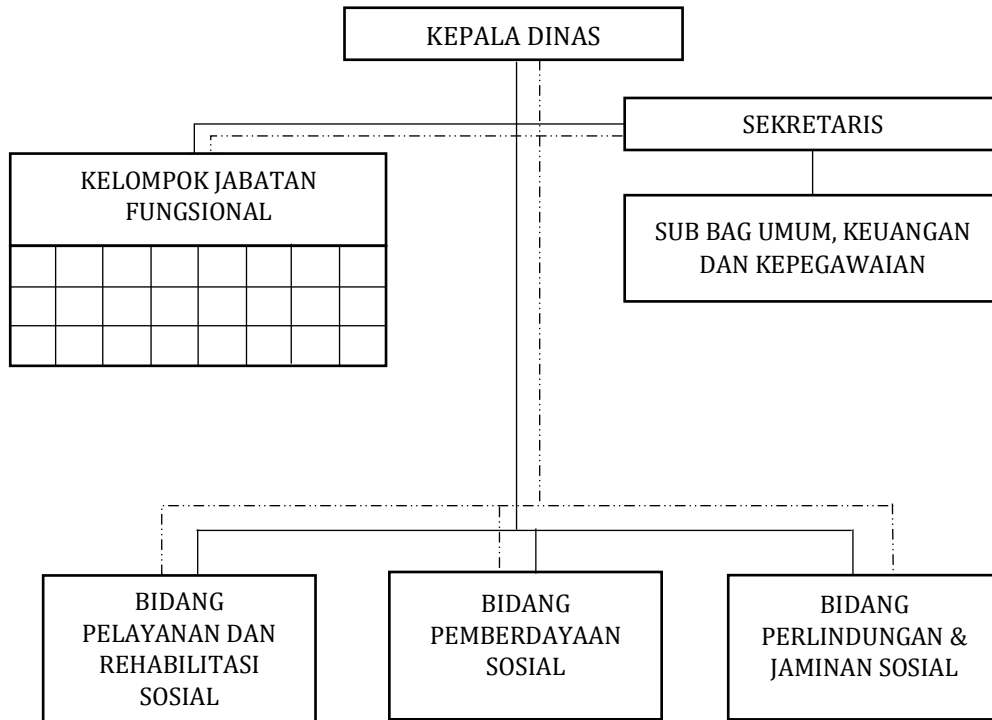 KEPALA DINAS
SEKRETARIS
KELOMPOK JABATAN
FUNGSIONAL
SUB BAG UMUM, KEUANGAN
DAN KEPEGAWAIAN
BIDANG
PELAYANAN DAN
REHABILITASI
SOSIAL
BIDANG
PEMBERDAYAAN
SOSIAL
BIDANG
PERLINDUNGAN &
JAMINAN SOSIAL